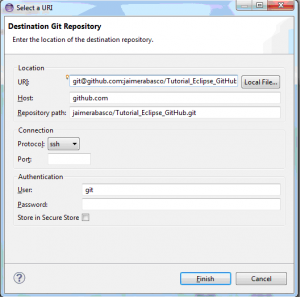 Select a URI
Destination Git Repository
Enter the location of the destination repository.
Location
URI: git@github.com:jaimerabasco/Tutorial_Eclipse_GitHub Local File...
Host: github.com
Repository path: jaimerabasco/Tutorial_Eclipse_GitHub.git
Connection
Protocol: ssh
Port:
Authentication
User: git
Password:
Store in Secure Store
? Finish Cancel